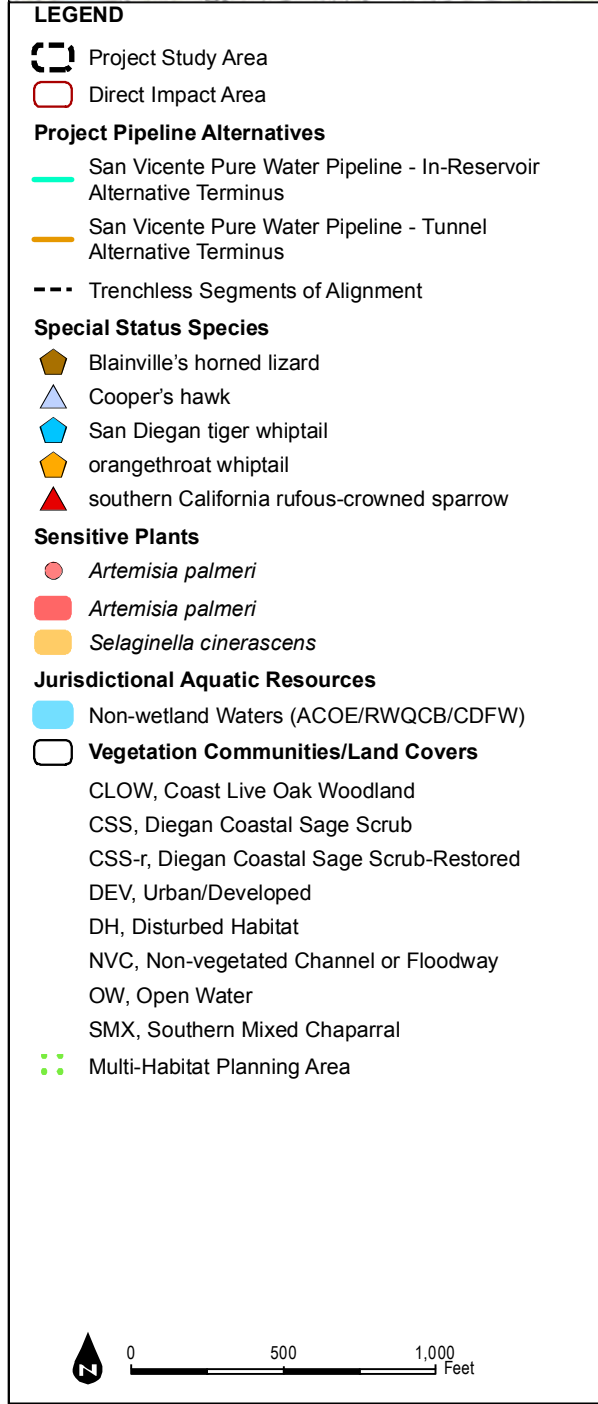 LEGEND
Project Study Area
Direct Impact Area
Project Pipeline Alternatives
San Vicente Pure Water Pipeline - In-Reservoir
Alternative Terminus
San Vicente Pure Water Pipeline - Tunnel
Alternative Terminus
Trenchless Segments of Alignment
Special Status Species
Blainville's horned lizard
Cooper's hawk
San Diegan tiger whiptail
orangethroat whiptail
southern California rufous-crowned sparrow
Sensitive Plants
Artemisia palmeri
Artemisia palmeri
Selaginella cinerascens
Jurisdictional Aquatic Resources
Non-wetland Waters (ACOE/RWQCB/CDFW)
Vegetation Communities/Land Covers
CLOW, Coast Live Oak Woodland
CSS, Diegan Coastal Sage Scrub
CSS-r, Diegan Coastal Sage Scrub-Restored
DEV, Urban/Developed
DH, Disturbed Habitat
NVC, Non-vegetated Channel or Floodway
OW, Open Water
SMX, Southern Mixed Chaparral
Multi-Habitat Planning Area
N
0 500 1,000
Feet